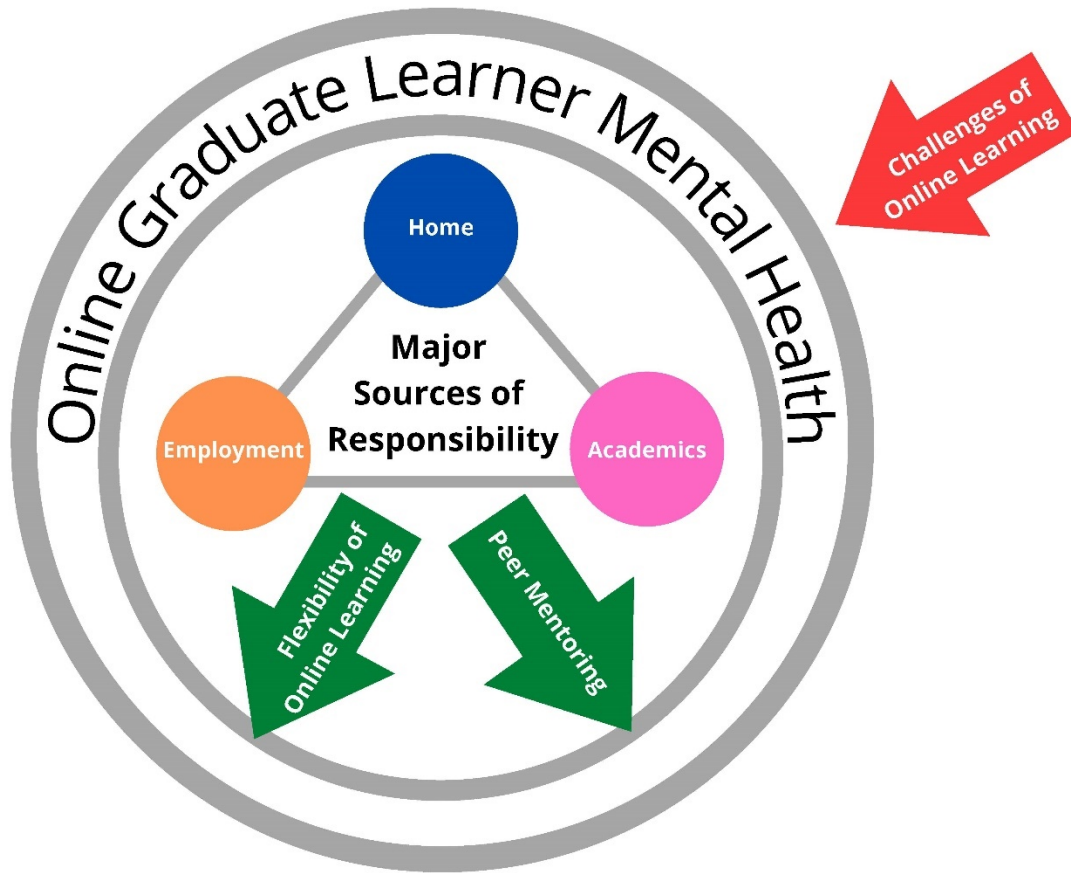 Online Graduate Learner Mental Health
Challenges of
Online Learning
Home
Major
Sources of
Responsibility
Employment
Academics
Flexibility of
Online Learning
Peer Mentoring